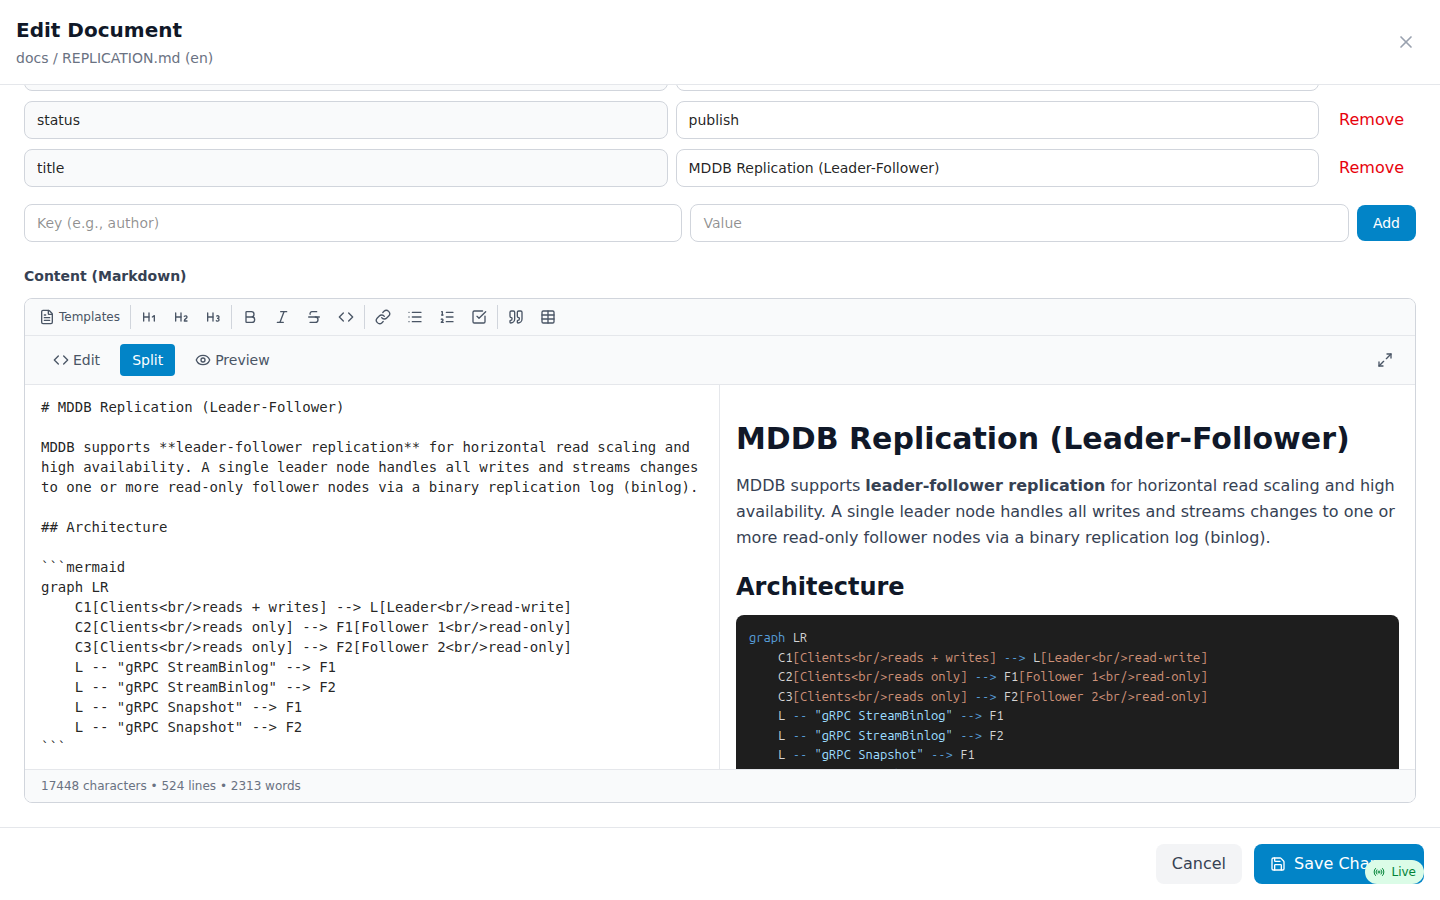 Edit Document
docs / REPLICATION.md (en)
status
publish
Remove
title
MDDB Replication (Leader-Follower)
Remove
Key (e.g., author)
Value
Add
Content (Markdown)
Templates
H1
H2
H3
Edit
Split
Preview
# MDDB Replication (Leader-Follower)
MDDB supports **leader-follower replication** for horizontal read scaling and
high availability. A single leader node handles all writes and streams changes
to one or more read-only follower nodes via a binary replication log (binlog).
## Architecture
```mermaid
graph LR
    C1[Clients<br/>reads + writes] --> L[Leader<br/>read-write]
    C2[Clients<br/>reads only] --> F1[Follower 1<br/>read-only]
    C3[Clients<br/>reads only] --> F2[Follower 2<br/>read-only]
    L -- "gRPC StreamBinlog" --> F1
    L -- "gRPC StreamBinlog" --> F2
    L -- "gRPC Snapshot" --> F1
    L -- "gRPC Snapshot" --> F2
```
MDDB Replication (Leader-Follower)
MDDB supports leader-follower replication for horizontal read scaling and high
availability. A single leader node handles all writes and streams changes to one or
more read-only follower nodes via a binary replication log (binlog).
Architecture
graph LR
    C1[Clients<br/>reads + writes] --> L[Leader<br/>read-write]
    C2[Clients<br/>reads only] --> F1[Follower 1<br/>read-only]
    C3[Clients<br/>reads only] --> F2[Follower 2<br/>read-only]
    L -- "gRPC StreamBinlog" --> F1
    L -- "gRPC StreamBinlog" --> F2
    L -- "gRPC Snapshot" --> F1
17448 characters • 524 lines • 2313 words
Cancel
Save
Live